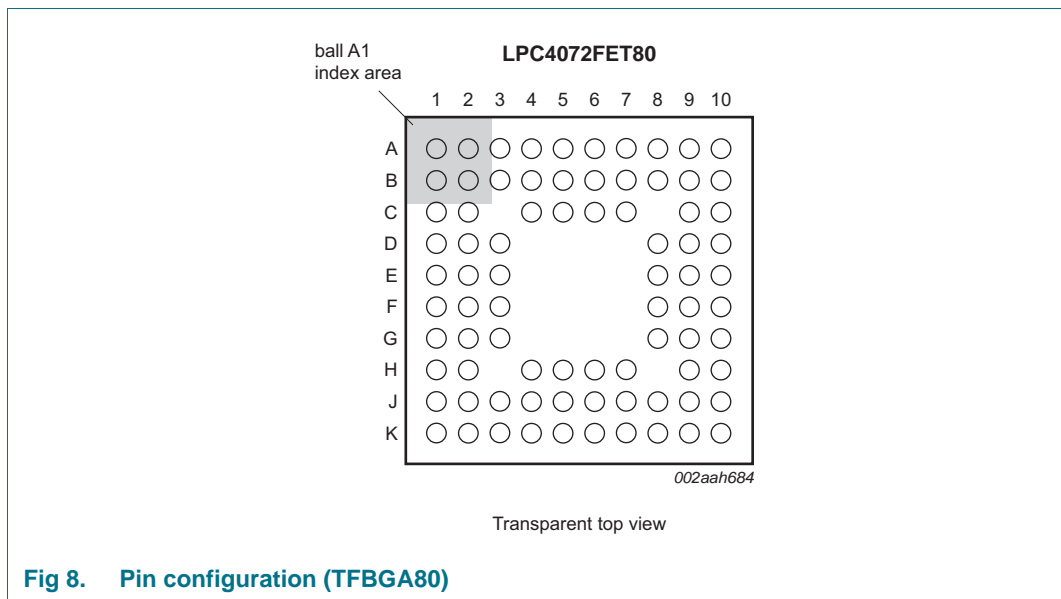 ball A1
index area
LPC4072FET80
1 2 3 4 5 6 7 8 9 10
A
B
C
D
E
F
G
H
J
K
002aah684
Transparent top view
Fig 8. Pin configuration (TFBGA80)